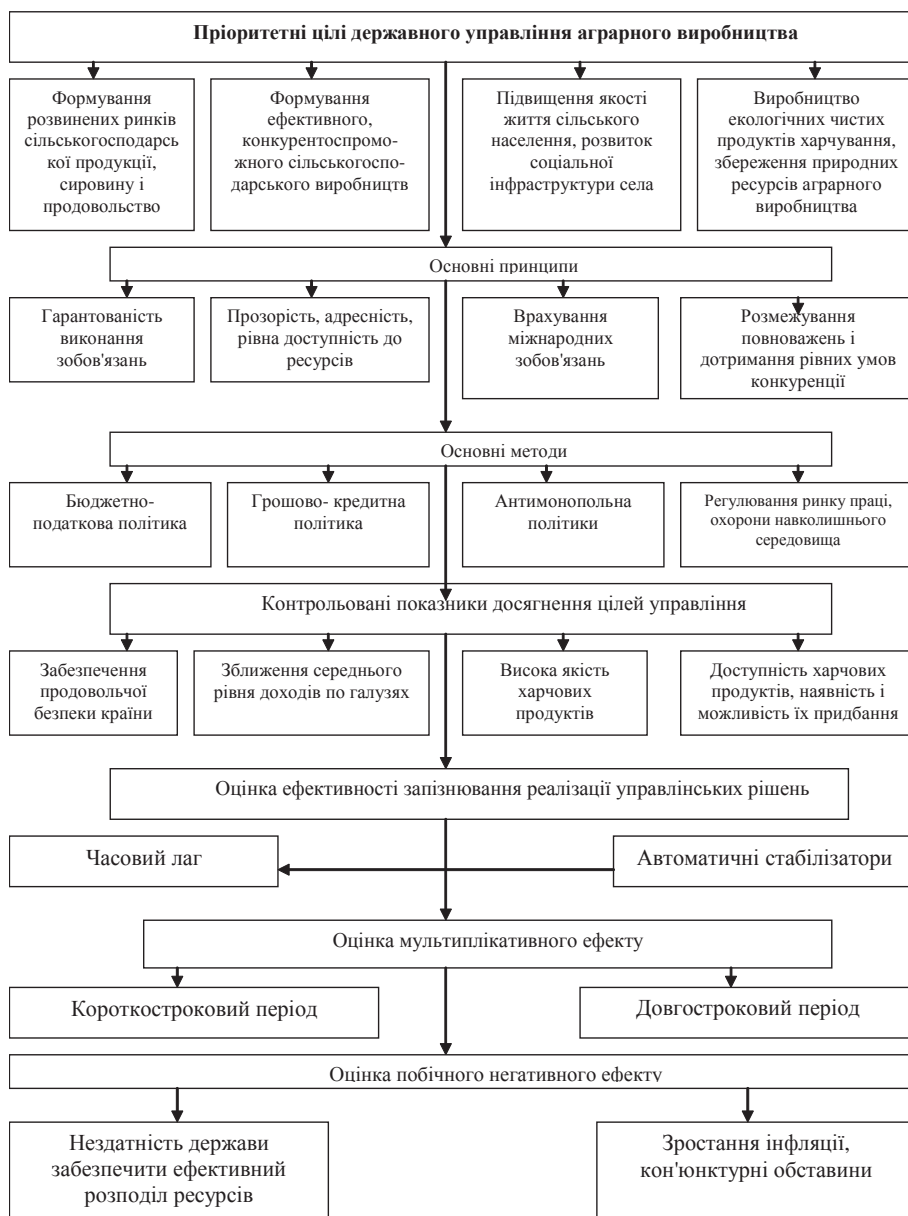 Пріоритетні цілі державного управління аграрного виробництва
Формування
розвинених ринків
сільськогосподарсь
кої продукції,
сировину і
продовольство
Формування
ефективного,
конкурентоспромо-
жного сільськогоспо-
дарського виробництв
Підвищення якості
життя сільського
населення, розвиток
соціальної
інфраструктури села
Виробництво
екологічних чистих
продуктів харчування,
збереження природних
ресурсів аграрного
виробництва
Основні принципи
Гарантованість
виконання
зобов'язань
Прозорість, адресність,
рівна доступність до
ресурсів
Врахування
міжнародних
зобов'язань
Розмежування
повноважень і
дотримання рівних умов
конкуренції
Основні методи
Бюджетно-
податкова політика
Грошово- кредитна
політика
Антимонопольна
політики
Регулювання ринку праці,
охорони навколишнього
середовища
Контрольовані показники досягнення цілей управління
Забезпечення
продовольчої
безпеки країни
Зближення середнього
рівня доходів по галузях
Висока якість
харчових
продуктів
Доступність харчових
продуктів, наявність і
можливість їх придбання
Оцінка ефективності запізнювання реалізації управлінських рішень
Часовий лаг
Автоматичні стабілізатори
Оцінка мультиплікативного ефекту
Короткостроковий період
Довгостроковий період
Оцінка побічного негативного ефекту
Нездатність держави
забезпечити ефективний
розподіл ресурсів
Зростання інфляції,
кон'юнктурні обставини